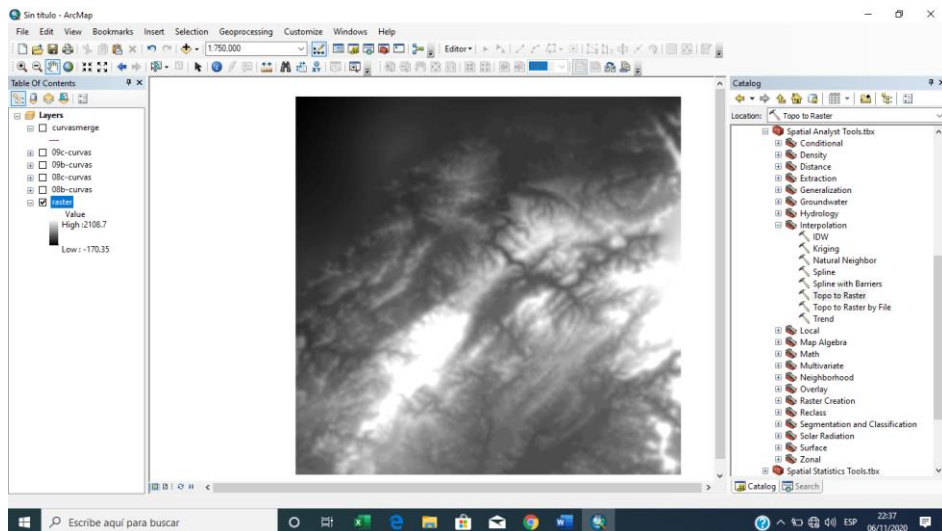 Sin título - ArcMap
File Edit View Bookmarks Insert Selection Geoprocessing Customize Windows Help
1:750.000
Editor
Table Of Contents
Layers
curvasmerge
09c-curvas
09b-curvas
08c-curvas
08b-curvas
raster
Value
High :2108.7
Low : -170.35
Catalog
Location: Topo to Raster
Spatial Analyst Tools.tbx
Conditional
Density
Distance
Extraction
Generalization
Groundwater
Hydrology
Interpolation
IDW
Kriging
Natural Neighbor
Spline
Spline with Barriers
Topo to Raster
Topo to Raster by File
Trend
Local
Map Algebra
Math
Multivariate
Neighborhood
Overlay
Raster Creation
Reclass
Segmentation and Classification
Solar Radiation
Surface
Zonal
Spatial Statistics Tools.tbx
Catalog Search
Escribe aquí para buscar
ESP
22:37
06/11/2020